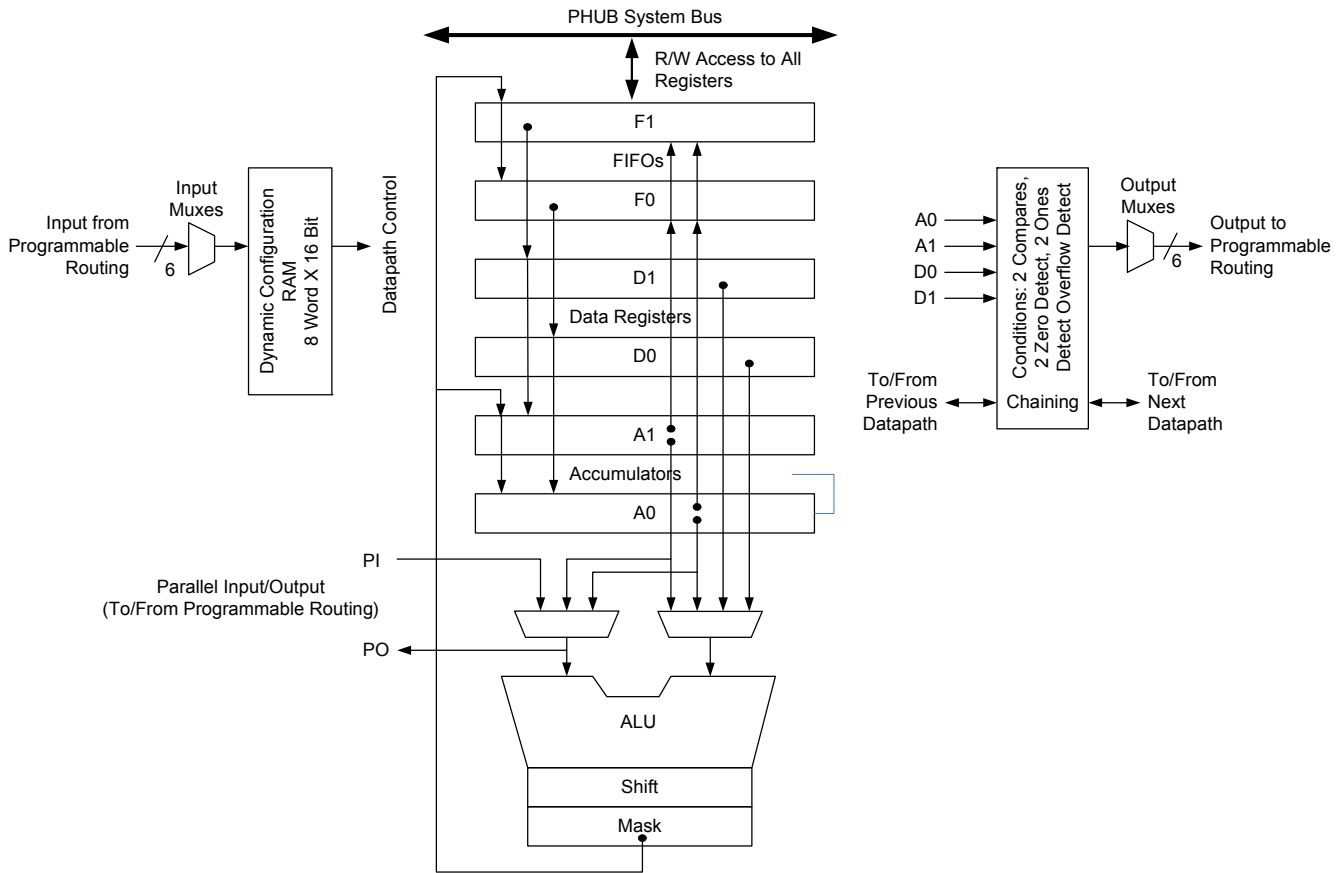 PHUB System Bus
R/W Access to All
Registers
F1
FIFOs
F0
D1
Data Registers
D0
A1
Accumulators
A0
Input from
Programmable
Routing
6
Input
Muxes
Dynamic Configuration
RAM
8 Word X 16 Bit
Datapath Control
A0
A1
D0
D1
Conditions: 2 Compares,
2 Zero Detect, 2 Ones
Detect Overflow Detect
Output
Muxes
6
Output to
Programmable
Routing
To/From
Previous
Datapath
Chaining
To/From
Next
Datapath
PI
Parallel Input/Output
(To/From Programmable Routing)
PO
ALU
Shift
Mask